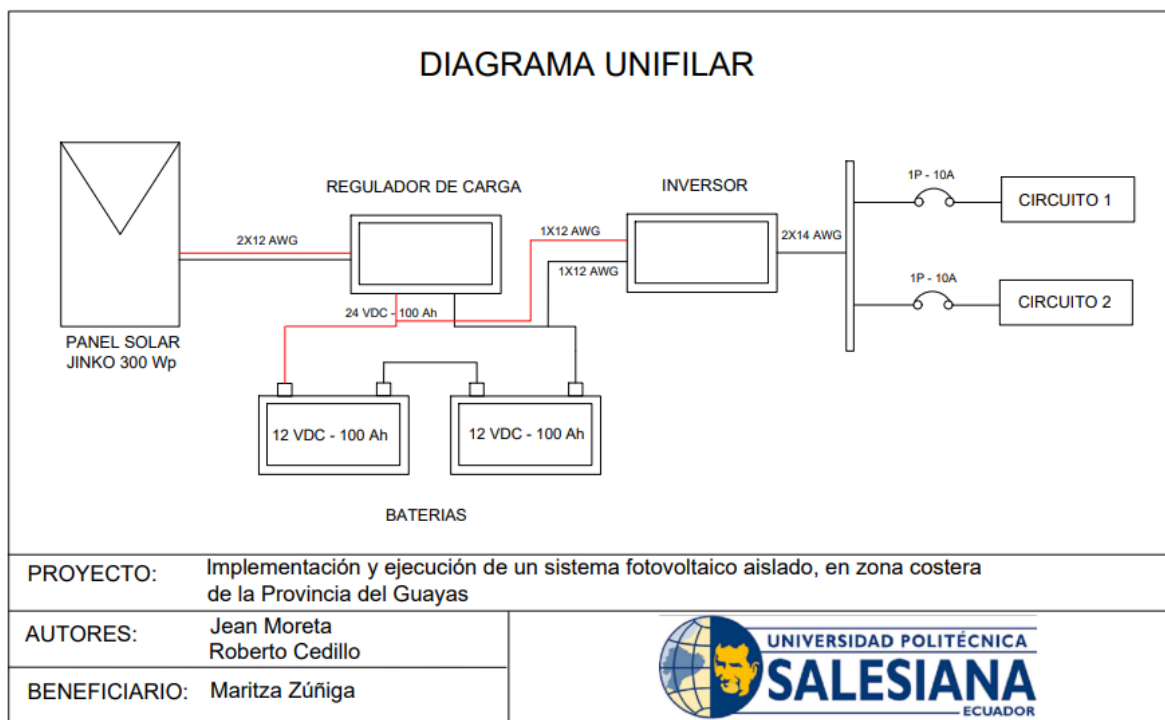 DIAGRAMA UNIFILAR
REGULADOR DE CARGA
INVERSOR
1P - 10A
CIRCUITO 1
2X12 AWG
1X12 AWG
2X14 AWG
1X12 AWG
1P - 10A
CIRCUITO 2
24 VDC - 100 Ah
PANEL SOLAR
JINKO 300 Wp
12 VDC - 100 Ah
12 VDC - 100 Ah
BATERIAS
PROYECTO:
Implementación y ejecución de un sistema fotovoltaico aislado, en zona costera
de la Provincia del Guayas
AUTORES:
Jean Moreta
Roberto Cedillo
BENEFICIARIO:
Maritza Zúñiga
UNIVERSIDAD POLITÉCNICA
SALESIANA
ECUADOR